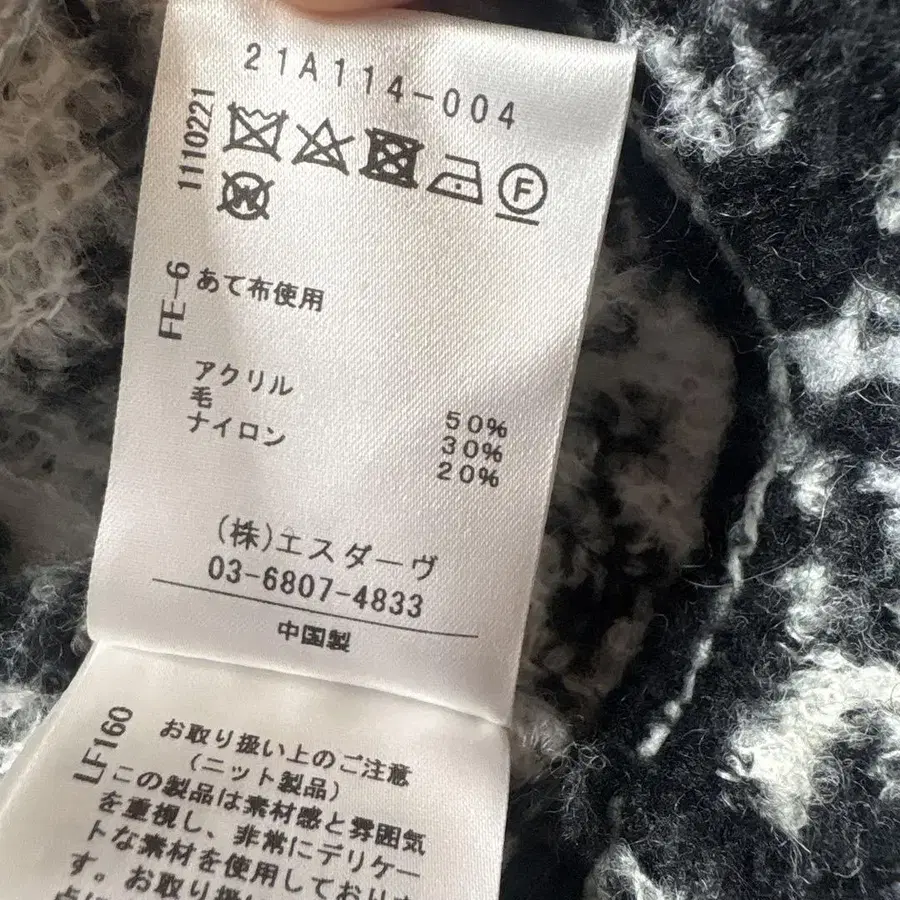 21A114-004
1110221
F
W
FE-6
あて布使用
アクリル 50%
毛 30%
ナイロン 20%
(株)エスダーヴ
03-6807-4833
中国製
LF160
お取り扱い上のご注意
(ニット製品)
この製品は素材感と雰囲気
を重視し、非常にデリケー
トな素材を使用しており
す。お取り扱い
点に